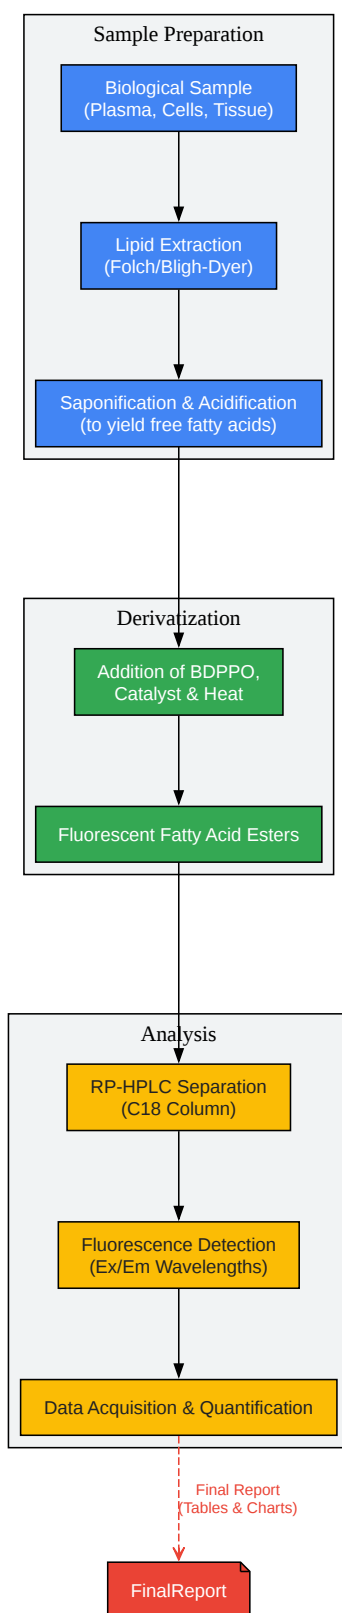 Sample Preparation
Biological Sample
(Plasma, Cells, Tissue)
Lipid Extraction
(Folch/Bligh-Dyer)
Saponification & Acidification
(to yield free fatty acids)
Derivatization
Addition of BDPPO,
Catalyst & Heat
Fluorescent Fatty Acid Esters
Analysis
RP-HPLC Separation
(C18 Column)
Fluorescence Detection
(Ex/Em Wavelengths)
Data Acquisition & Quantification
Final Report
(Tables & Charts)
FinalReport